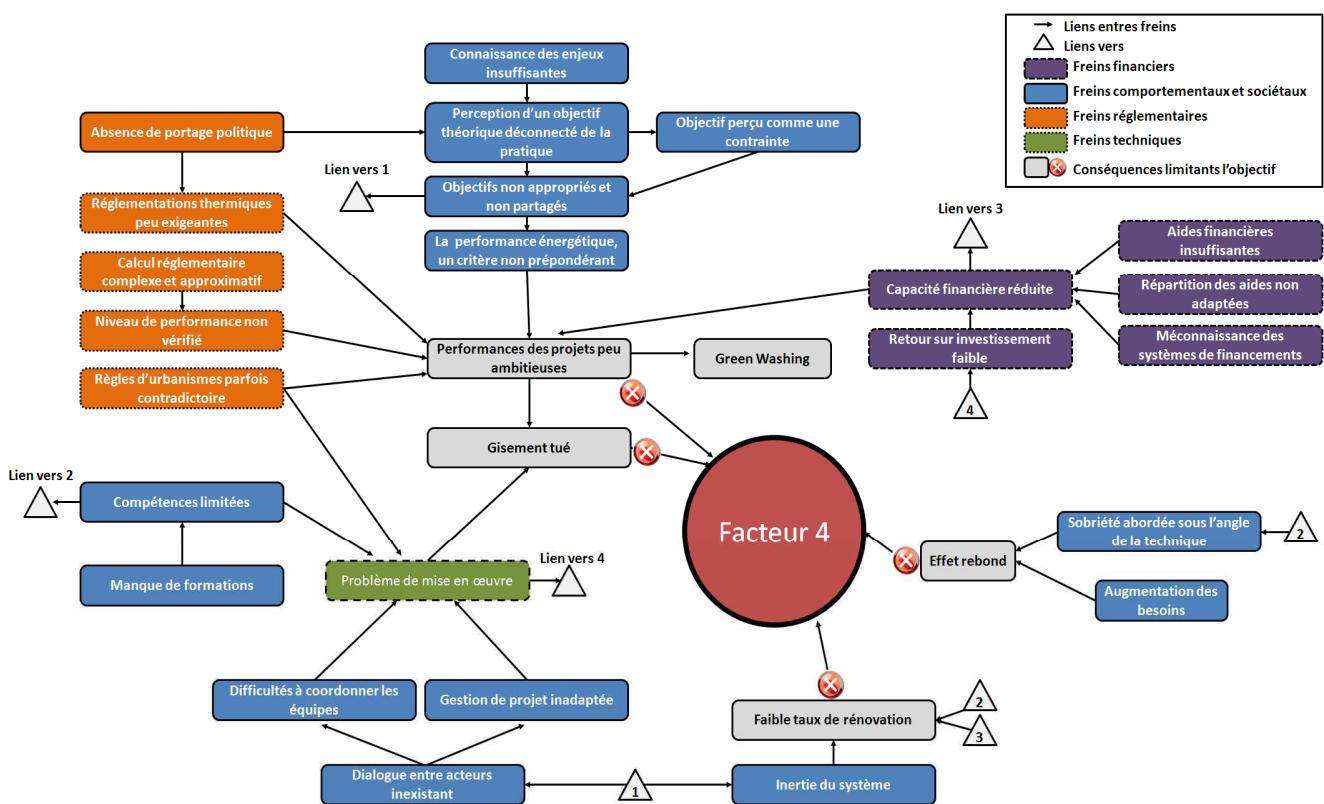 Liens entres freins
Liens vers
Freins financiers
Freins comportementaux et sociétaux
Freins réglementaires
Freins techniques
Conséquences limitants l'objectif
Connaissance des enjeux
insuffisantes
Absence de portage politique
Perception d'un objectif
théorique déconnecté de la
pratique
Objectif perçu comme une
contrainte
Lien vers 1
Objectifs non appropriés et
non partagés
Réglementations thermiques
peu exigeantes
La performance énergétique,
un critère non prépondérant
Calcul réglementaire
complexe et approximatif
Niveau de performance non
vérifié
Règles d'urbanismes parfois
contradictoire
Performances des projets peu
ambitieuses
Green Washing
Gisement tué
Lien vers 3
Capacité financière réduite
Aides financières
insuffisantes
Répartition des aides non
adaptées
Méconnaissance des
systèmes de financements
Retour sur investissement
faible
4
Lien vers 2
Compétences limitées
Manque de formations
Problème de mise en œuvre
Lien vers 4
Facteur 4
Effet rebond
Sobriété abordée sous l'angle
de la technique
2
Augmentation des
besoins
Difficultés à coordonner les
équipes
Gestion de projet inadaptée
Faible taux de rénovation
2
3
Dialogue entre acteurs
inexistant
1
Inertie du système